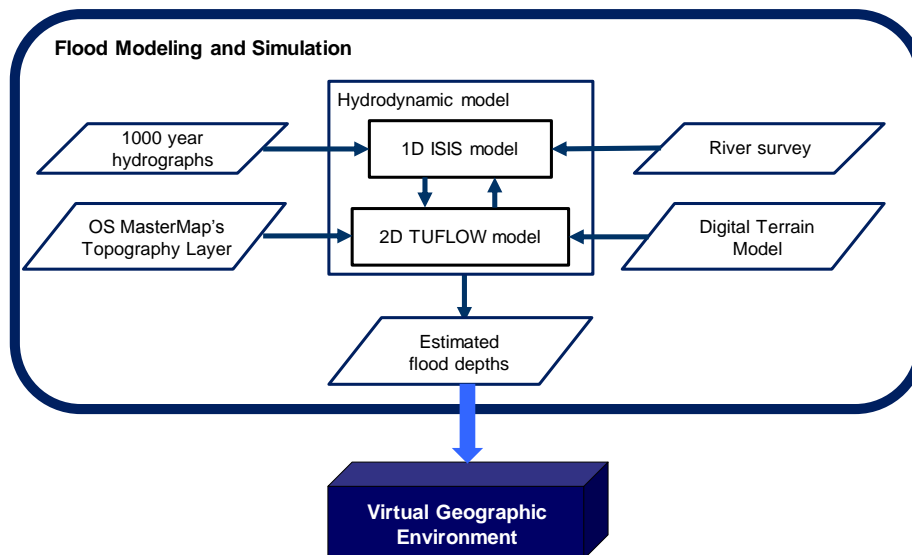 Flood Modeling and Simulation
Hydrodynamic model
1000 year
hydrographs
1D ISIS model
River survey
OS MasterMap's
Topography Layer
2D TUFLOW model
Digital Terrain
Model
Estimated
flood depths
Virtual Geographic
Environment